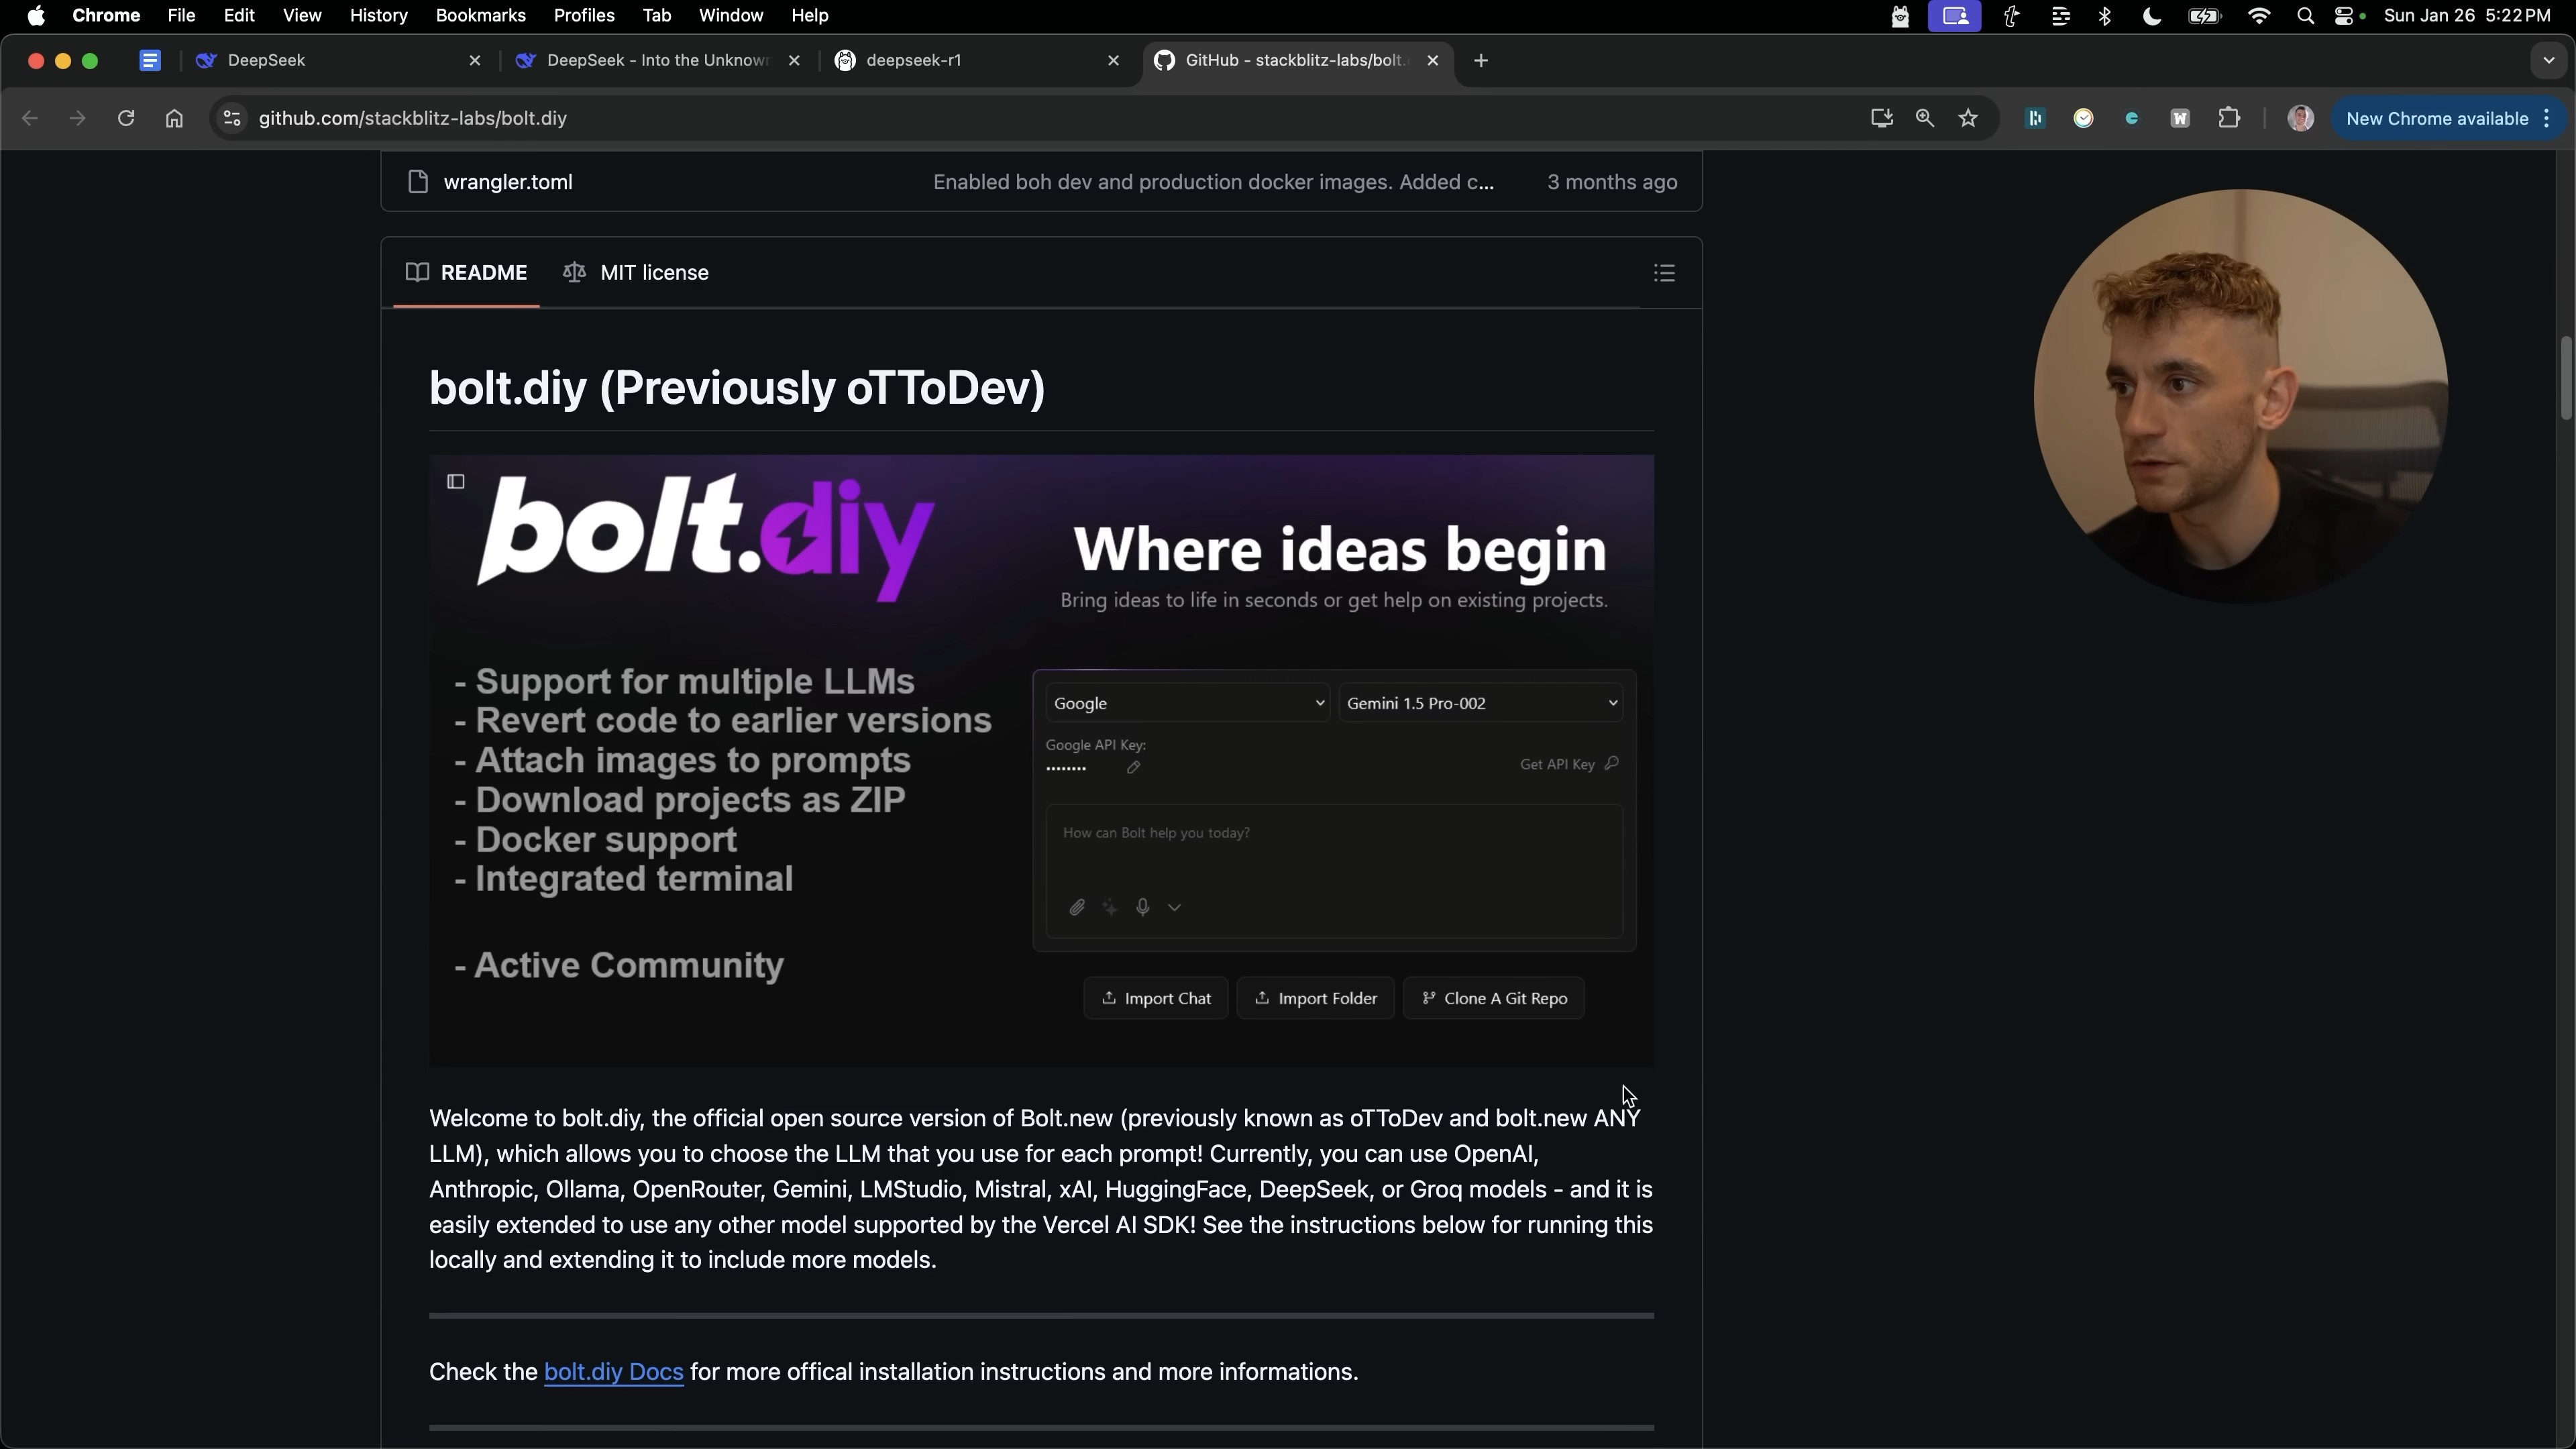 Chrome File Edit View History Bookmarks Profiles Tab Window Help
Sun Jan 26 5:22 PM
DeepSeek
DeepSeek - Into the Unknow
deepseek-r1
GitHub - stackblitz-labs/bolt.
github.com/stackblitz-labs/bolt.diy
New Chrome available
wrangler.toml
Enabled boh dev and production docker images. Added c...
3 months ago
README
MIT license
bolt.diy (Previously oTToDev)
bolt.diy
Where ideas begin
Bring ideas to life in seconds or get help on existing projects.
- Support for multiple LLMs
- Revert code to earlier versions
- Attach images to prompts
- Download projects as ZIP
- Docker support
- Integrated terminal
- Active Community
Google
Gemini 1.5 Pro-002
Google API Key:
Get API Key
How can Bolt help you today?
Import Chat
Import Folder
Clone A Git Repo
Welcome to bolt.diy, the official open source version of Bolt.new (previously known as oTToDev and bolt.new ANY
LLM), which allows you to choose the LLM that you use for each prompt! Currently, you can use OpenAI,
Anthropic, Ollama, OpenRouter, Gemini, LMStudio, Mistral, xAI, HuggingFace, DeepSeek, or Groq models - and it is
easily extended to use any other model supported by the Vercel AI SDK! See the instructions below for running this
locally and extending it to include more models.
Check the bolt.diy Docs for more offical installation instructions and more informations.